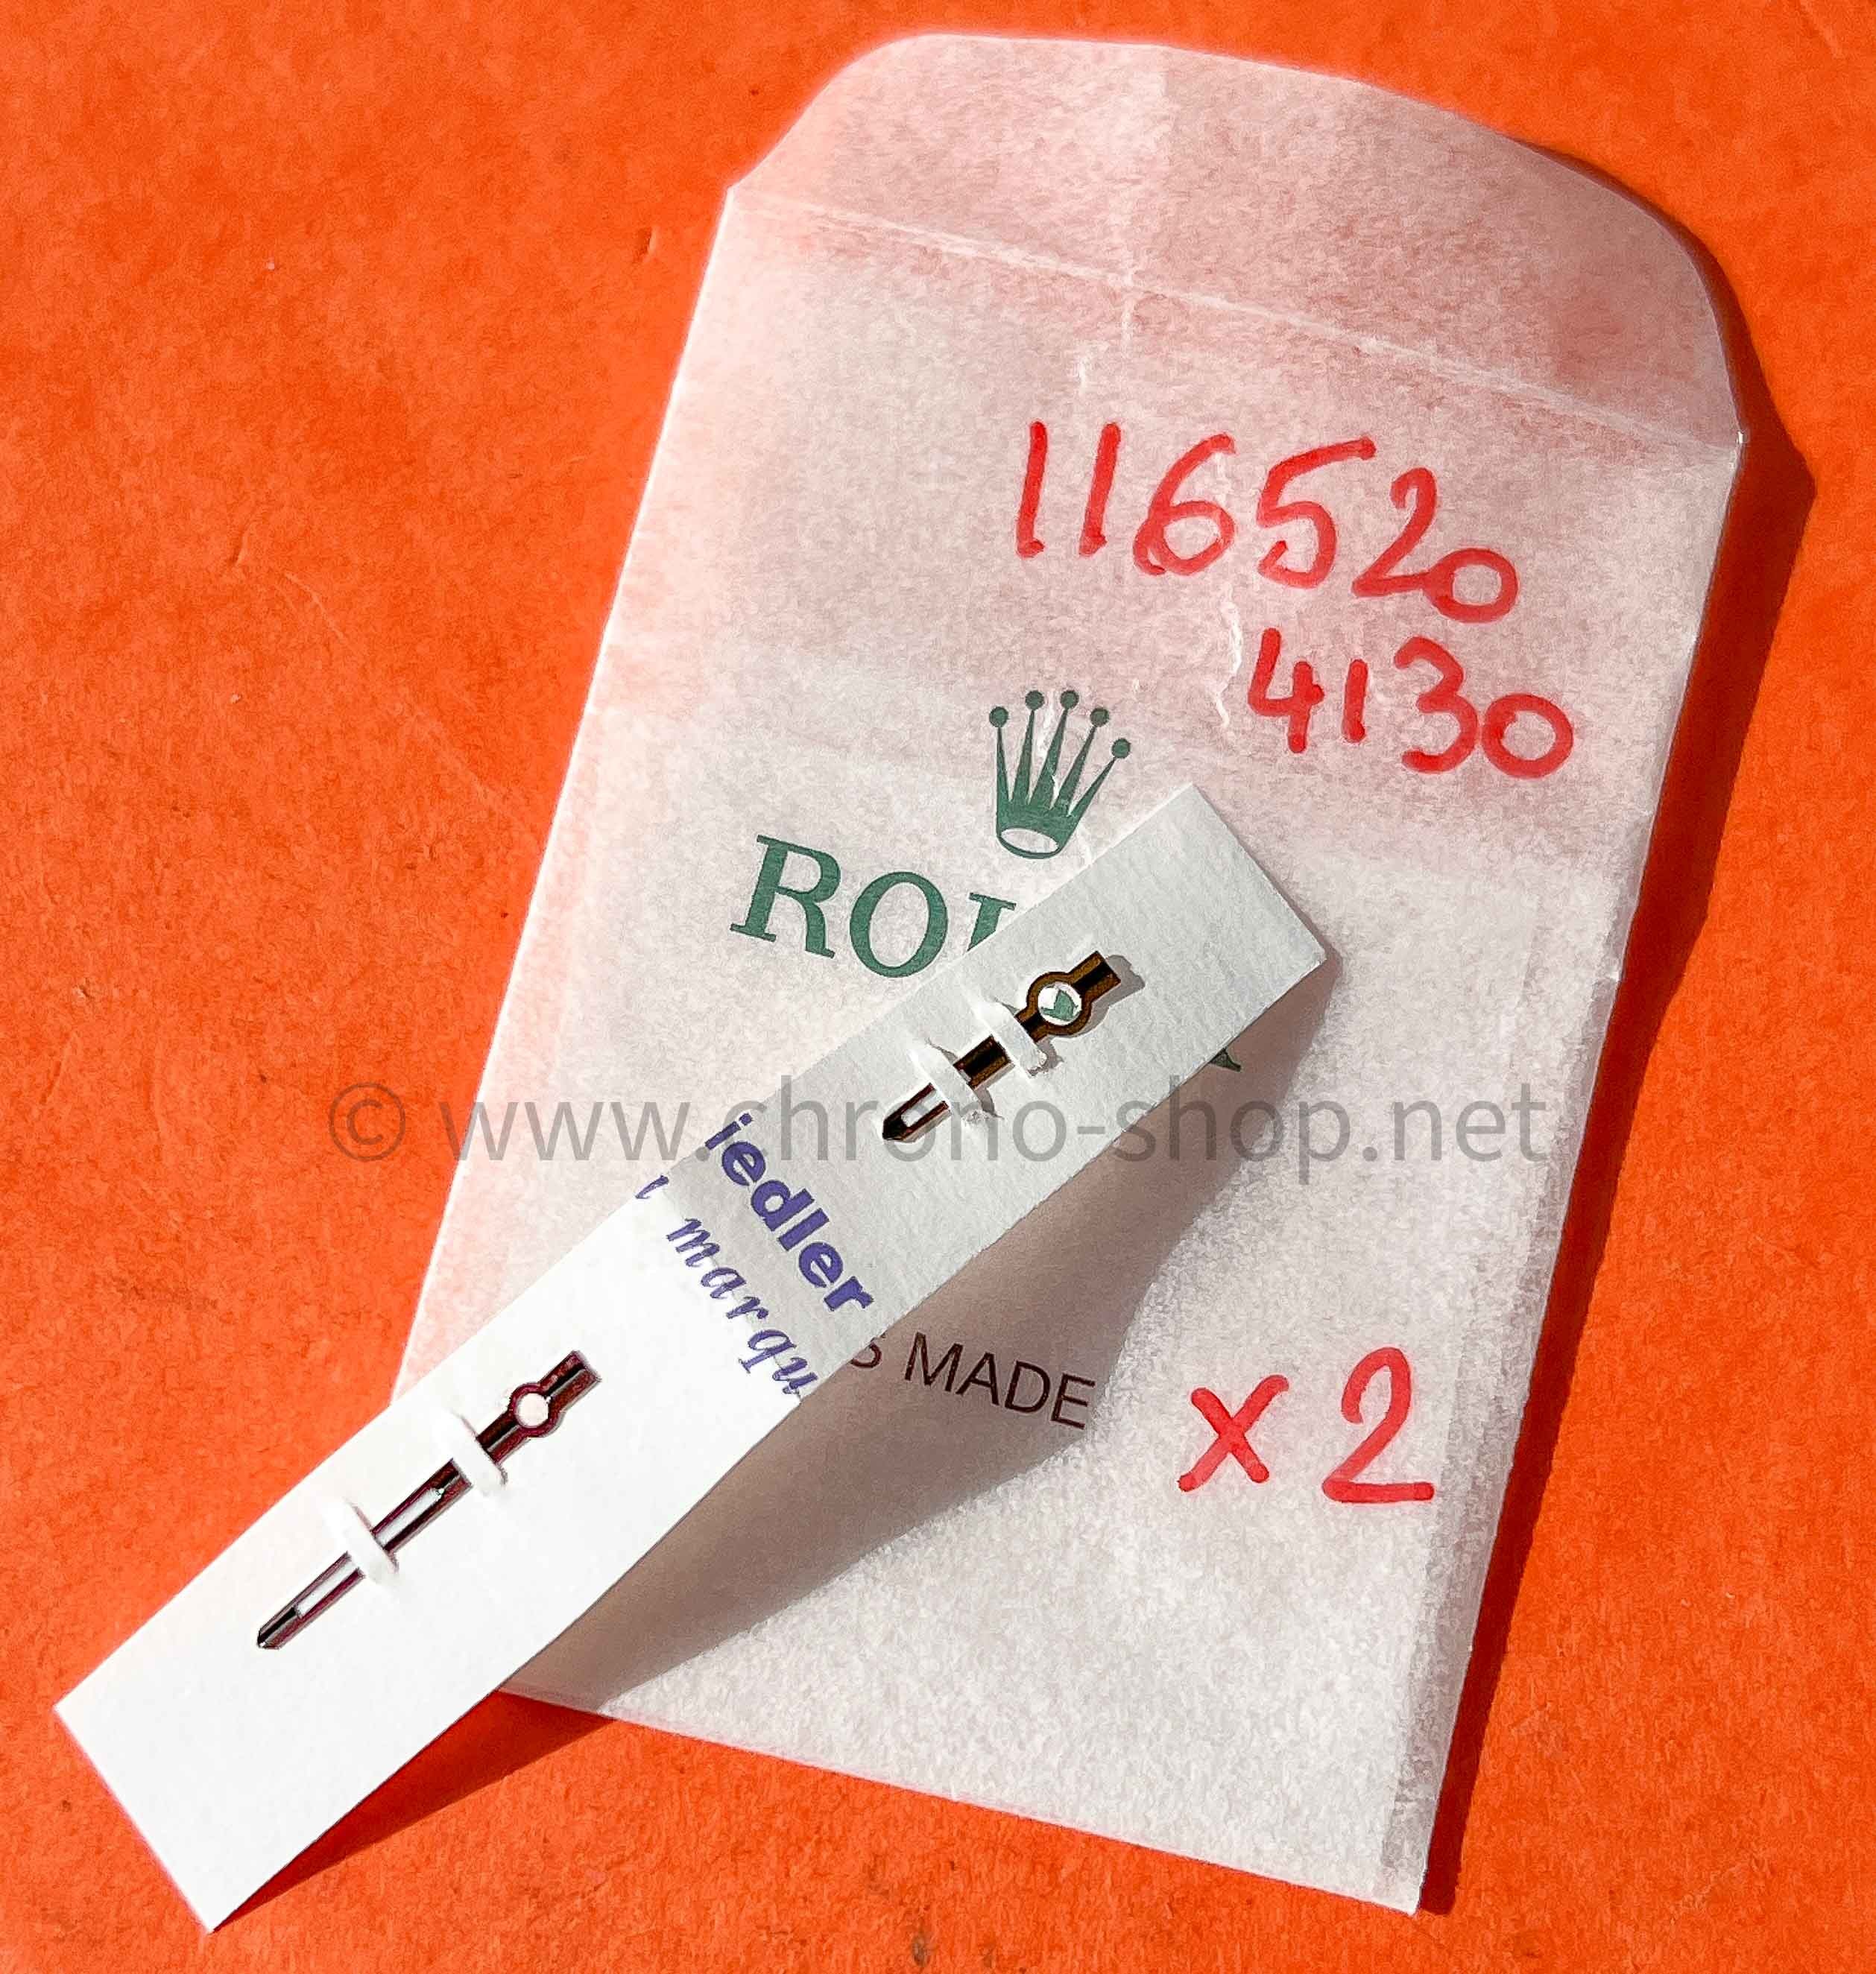 116520
4130
ROL
© www.chrono-shop.net
iedler
marqu
S MADE
x2